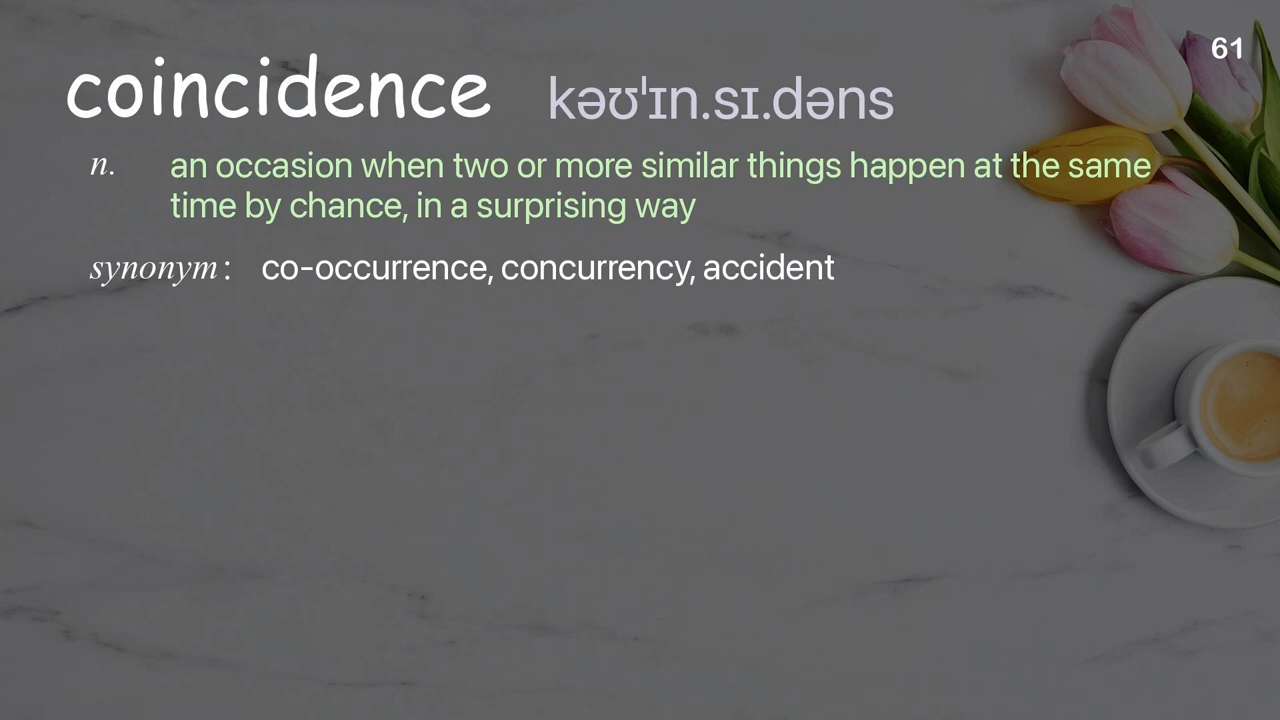 61
coincidence kəʊˈɪn.sɪ.dəns
n. an occasion when two or more similar things happen at the same
time by chance, in a surprising way
synonym: co-occurrence, concurrency, accident